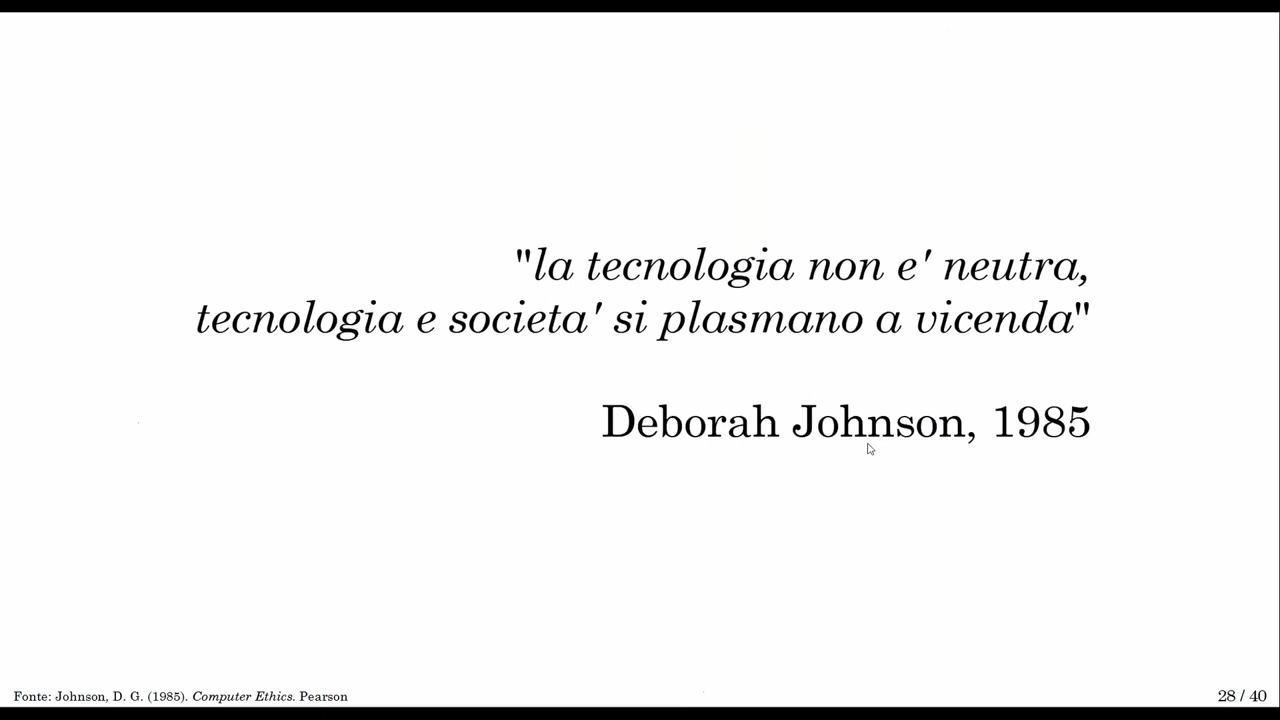 "la tecnologia non e' neutra,
tecnologia e societa' si plasmano a vicenda"
Deborah Johnson, 1985
Fonte: Johnson, D. G. (1985). Computer Ethics. Pearson
28 / 40